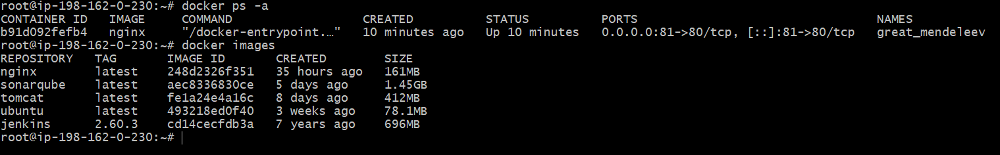 root@ip-198-162-0-230:~# docker ps -a
CONTAINER ID   IMAGE     COMMAND                  CREATED          STATUS          PORTS                                 NAMES
b91d092fefb4   nginx     "/docker-entrypoint.…"   10 minutes ago   Up 10 minutes   0.0.0.0:81->80/tcp, [::]:81->80/tcp   great_mendeleev
root@ip-198-162-0-230:~# docker images
REPOSITORY   TAG       IMAGE ID       CREATED        SIZE
nginx        latest    248d2326f351   35 hours ago   161MB
sonarqube    latest    aec8336830ce   5 days ago     1.45GB
tomcat       latest    fe1a24e4a16c   8 days ago     412MB
ubuntu       latest    493218ed0f40   3 weeks ago    78.1MB
jenkins      2.60.3    cd14cecfdb3a   7 years ago    696MB
root@ip-198-162-0-230:~#